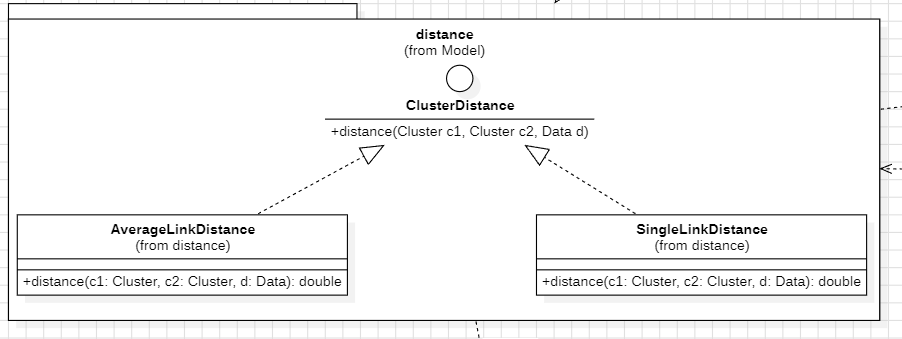 distance
(from Model)
ClusterDistance
+distance(Cluster c1, Cluster c2, Data d)
AverageLinkDistance
(from distance)
+distance(c1: Cluster, c2: Cluster, d: Data): double
SingleLinkDistance
(from distance)
+distance(c1: Cluster, c2: Cluster, d: Data): double